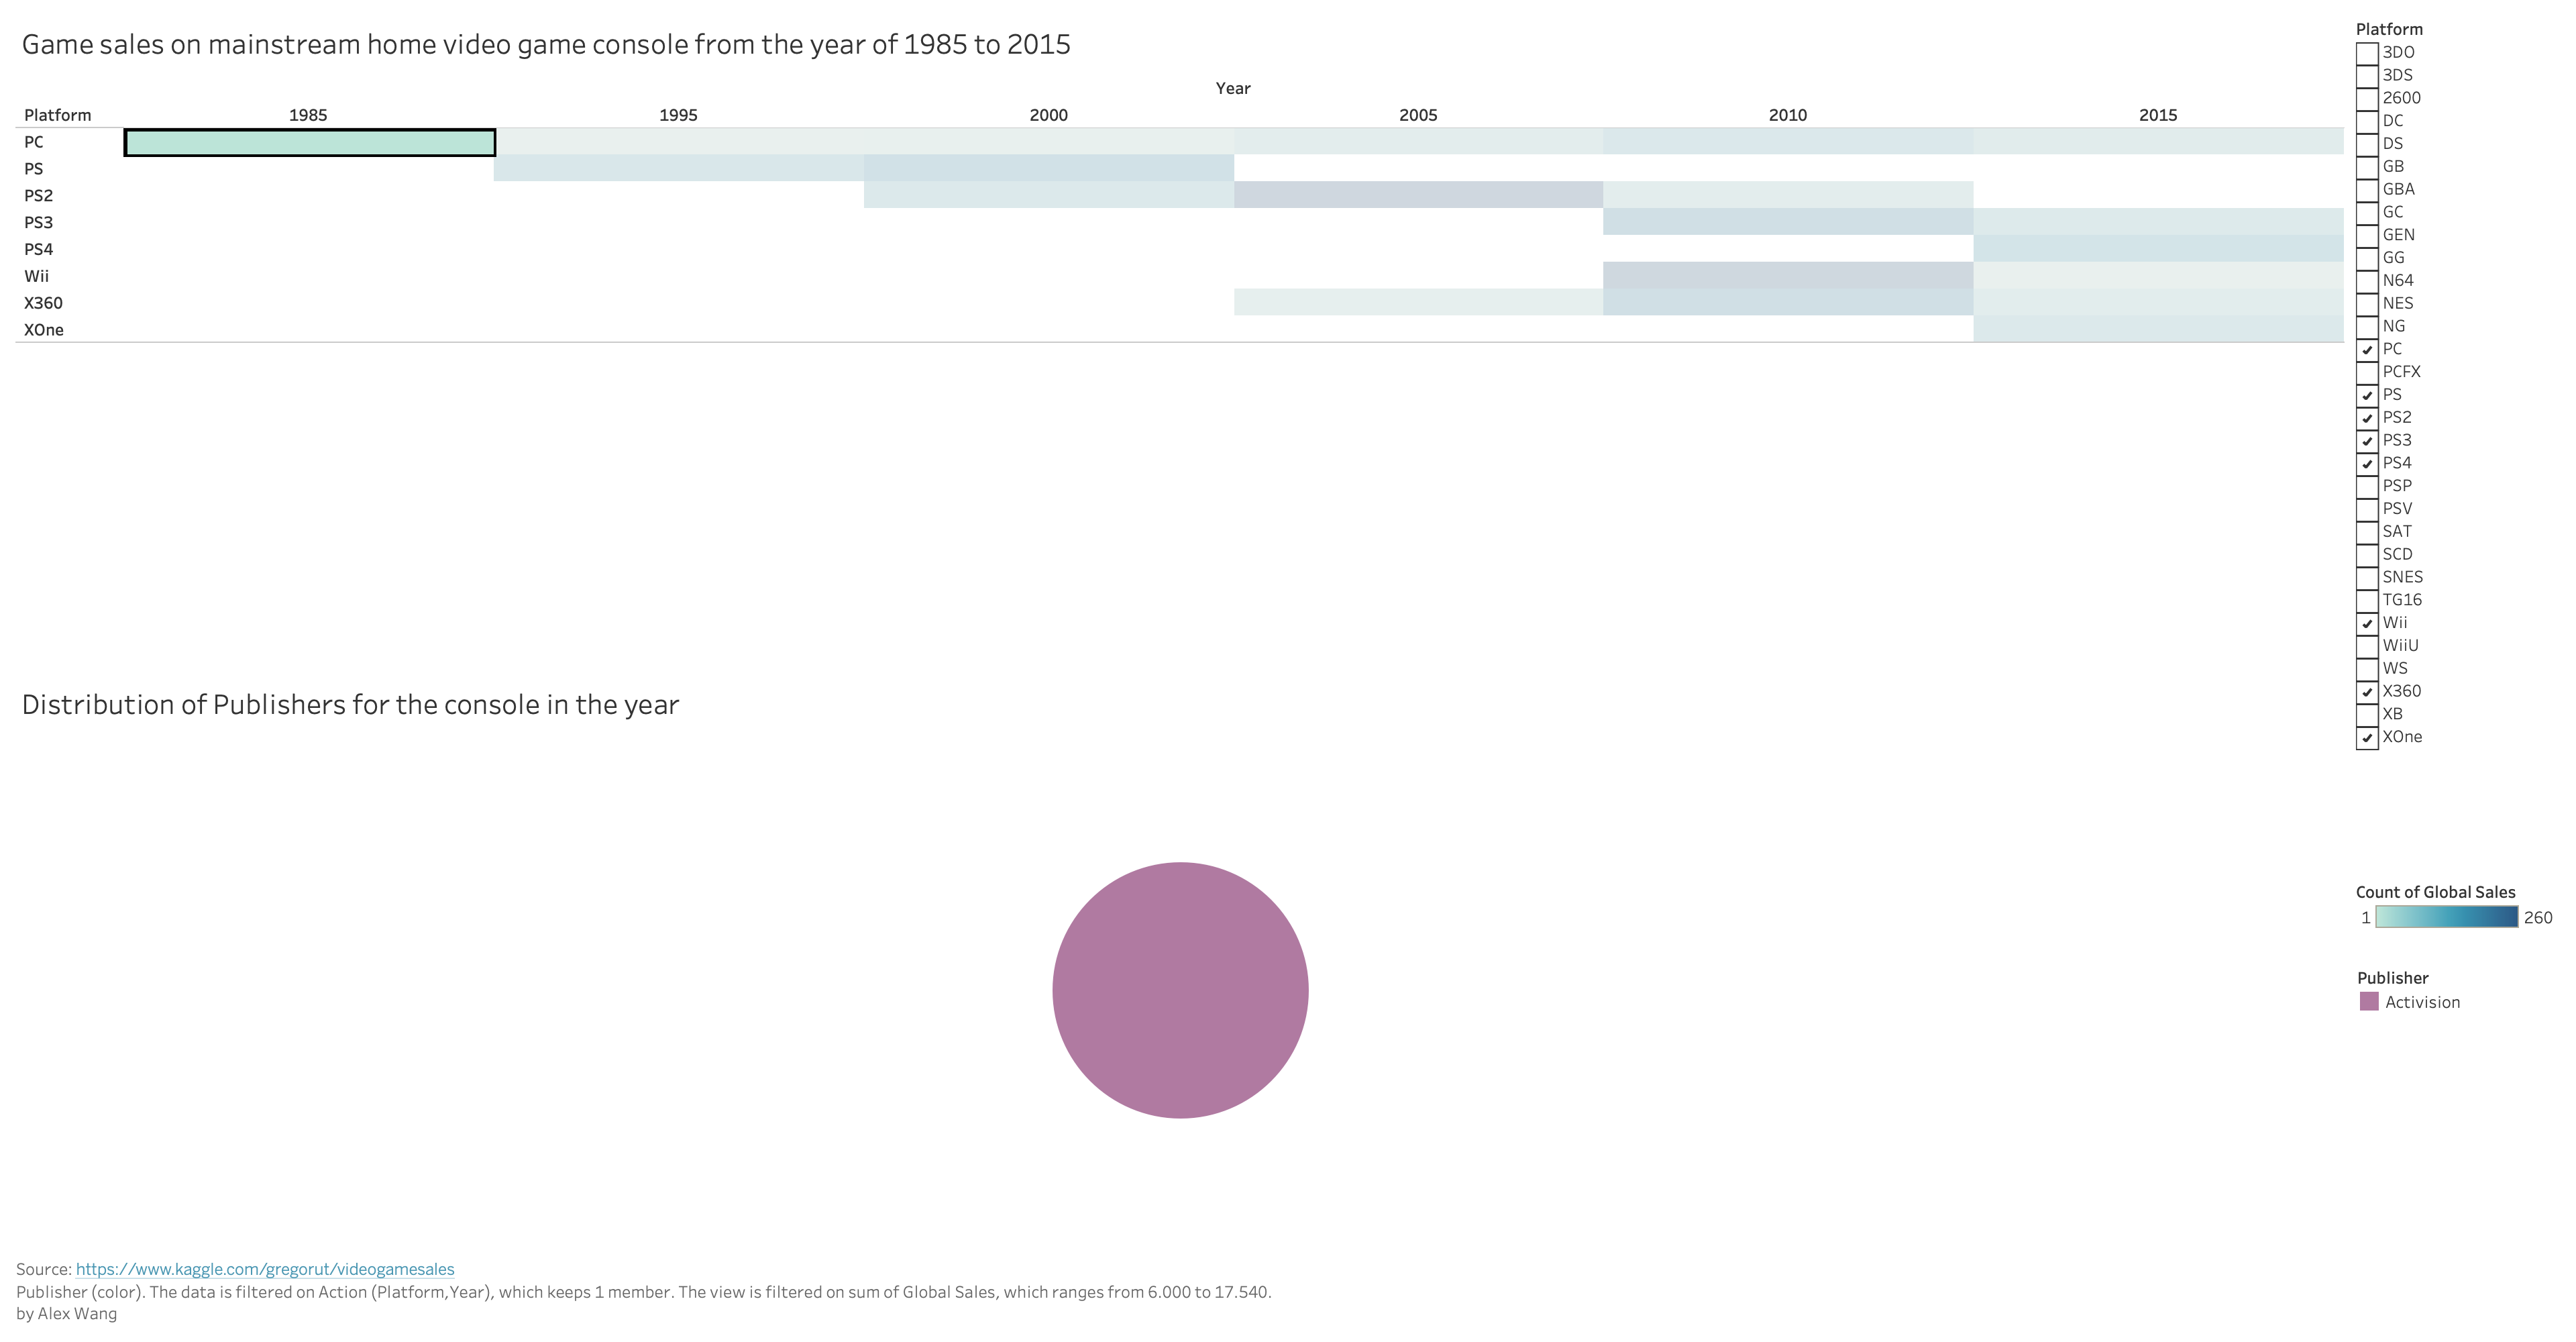 Game sales on mainstream home video game console from the year of 1985 to 2015
Year
Platform 1985 1995 2000 2005 2010 2015
PC
PS
PS2
PS3
PS4
Wii
X360
XOne
Platform
3DO
3DS
2600
DC
DS
GB
GBA
GC
GEN
GG
N64
NES
NG
PC
PCFX
PS
PS2
PS3
PS4
PSP
PSV
SAT
SCD
SNES
TG16
Wii
WiiU
WS
X360
XB
XOne
Distribution of Publishers for the console in the year
Count of Global Sales
1 260
Publisher
Activision
Source: https://www.kaggle.com/gregorut/videogamesales
Publisher (color). The data is filtered on Action (Platform,Year), which keeps 1 member. The view is filtered on sum of Global Sales, which ranges from 6.000 to 17.540.
by Alex Wang